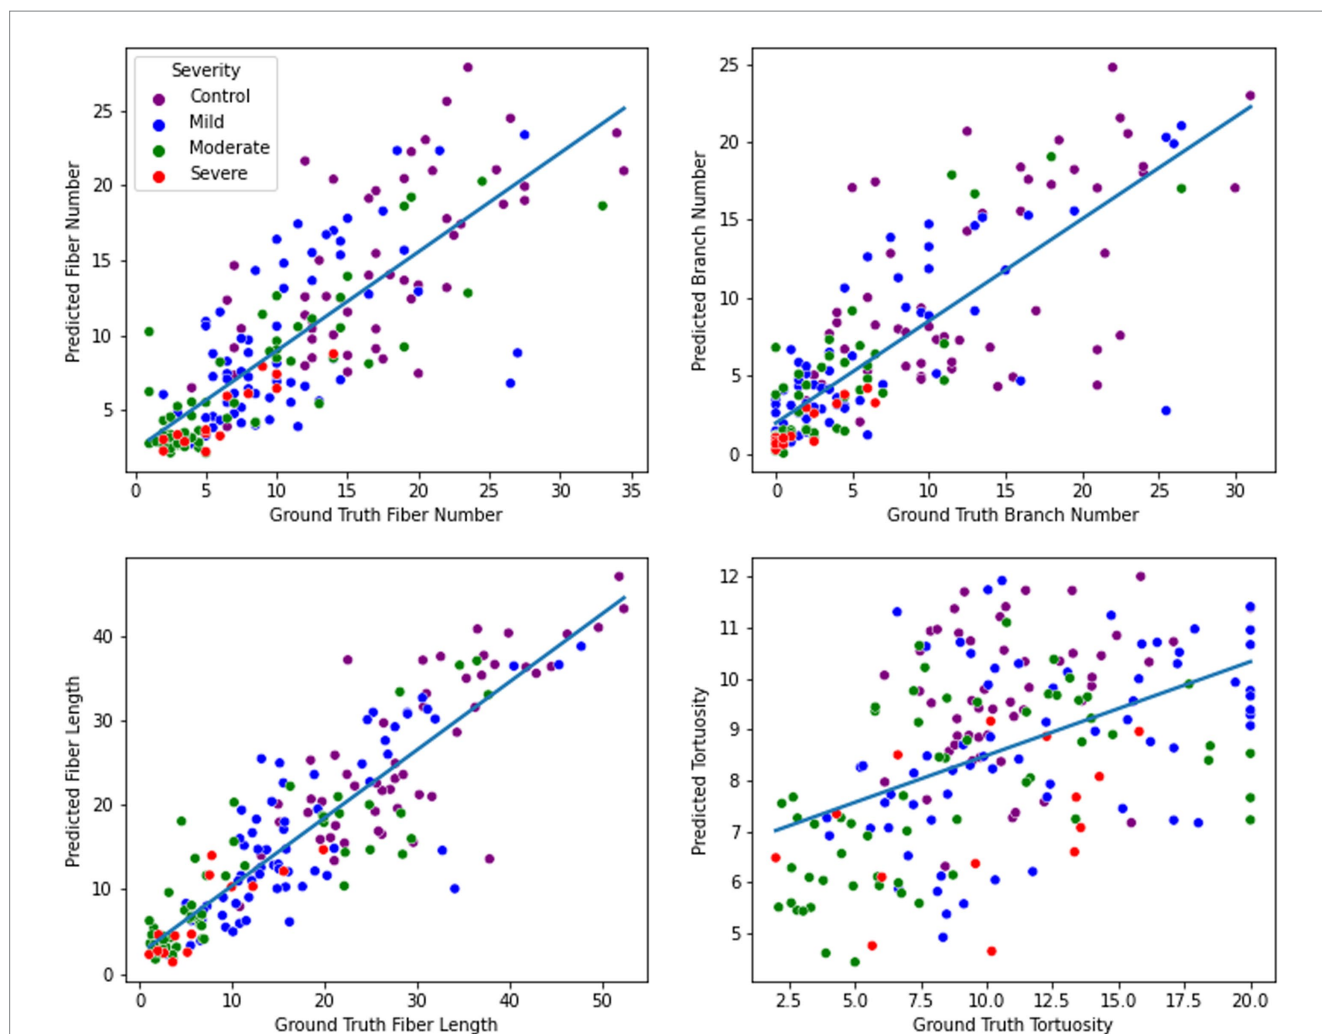 Severity
Control
Mild
Moderate
Severe
25
20
15
10
5
Predicted Fiber Number
0 5 10 15 20 25 30 35
Ground Truth Fiber Number
25
20
15
10
5
0
Predicted Branch Number
0 5 10 15 20 25 30
Ground Truth Branch Number
40
30
20
10
0
Predicted Fiber Length
0 10 20 30 40 50
Ground Truth Fiber Length
12
11
10
9
8
7
6
5
Predicted Tortuosity
2.5 5.0 7.5 10.0 12.5 15.0 17.5 20.0
Ground Truth Tortuosity